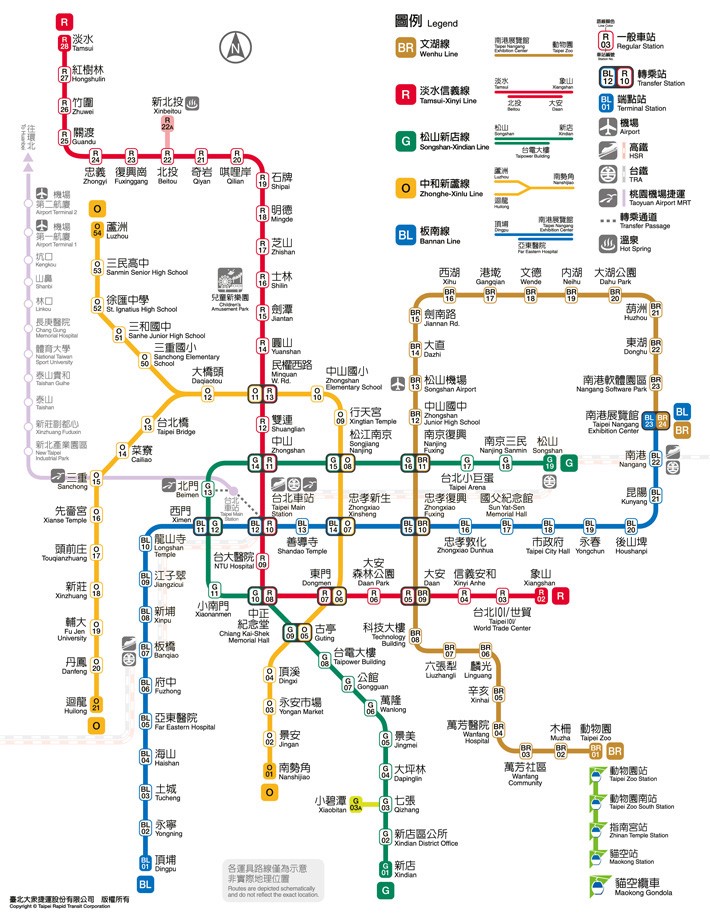 圖例 Legend
BR
文湖線
Wenhu Line
南港展覽館
Taipei Nangang
Exhibition Center
動物園
Taipei Zoo
R
淡水信義線
Tamsui-Xinyi Line
淡水
Tamsui
象山
Xiangshan
北投
Beitou
大安
Daan
G
松山新店線
Songshan-Xindian Line
松山
Songshan
新店
Xindian
台電大樓
Taipower Building
O
中和新蘆線
Zhonghe-Xinlu Line
蘆洲
Luzhou
南勢角
Nanshijiao
迴龍
Huilong
BL
板南線
Bannan Line
頂埔
Dingpu
南港展覽館
Taipei Nangang
Exhibition Center
亞東醫院
Far Eastern Hospital
路線顏色
Line Color
R
03
車站編號
Station No.
一般車站
Regular Station
BL
12
R
10
轉乘站
Transfer Station
BL
01
端點站
Terminal Station
機場
Airport
高鐵
HSR
台鐵
TRA
桃園機場捷運
Taoyuan Airport MRT
轉乘通道
Transfer Passage
溫泉
Hot Spring
R
R
28
淡水
Tamsui
R
27
紅樹林
Hongshulin
R
26
竹圍
Zhuwei
R
25
關渡
Guandu
R
24
忠義
Zhongyi
R
23
復興崗
Fuxinggang
R
22
北投
Beitou
新北投
Xinbeitou
R
22A
R
21
奇岩
Qiyan
R
20
唭哩岸
Qilian
R
19
石牌
Shipai
R
18
明德
Mingde
R
17
芝山
Zhishan
R
16
士林
Shilin
兒童新樂園
Children's
Amusement Park
R
15
劍潭
Jiantan
R
14
圓山
Yuanshan
民權西路
Minquan
W. Rd.
O
11
R
13
R
12
雙連
Shuanglian
中山
Zhongshan
G
14
R
11
台北車站
Taipei Main
Station
BL
12
R
10
台大醫院
NTU Hospital
R
09
G
10
R
08
中正
紀念堂
Chiang Kai-Shek
Memorial Hall
東門
Dongmen
R
07
O
06
大安
森林公園
Daan Park
R
06
大安
Daan
R
05
BR
09
信義安和
Xinyi Anhe
R
04
R
03
台北101/世貿
Taipei 101/
World Trade Center
象山
Xiangshan
R
02
R
往環北
To Huanbei
機場
第二航廈
Airport Terminal 2
機場
第一航廈
Airport Terminal 1
坑口
Kengkou
山鼻
Shanbi
林口
Linkou
長庚醫院
Chang Gung
Memorial Hospital
體育大學
National Taiwan
Sport University
泰山貴和
Taishan Guihe
泰山
Taishan
新莊副都心
Xinzhuang Fuduxin
新北產業園區
New Taipei
Industrial Park
台北
車站
Taipei Main
Station
O
O
54
蘆洲
Luzhou
O
53
三民高中
Sanmin Senior High School
O
52
徐匯中學
St. Ignatius High School
O
51
三和國中
Sanhe Junior High School
O
50
三重國小
Sanchong Elementary
School
大橋頭
Daqiaotou
O
12
O
13
台北橋
Taipei Bridge
O
14
菜寮
Cailiao
三重
Sanchong
O
15
先嗇宮
Xianse Temple
O
16
頭前庄
Touqianzhuang
O
17
新莊
Xinzhuang
O
18
輔大
Fu Jen
University
O
19
丹鳳
Danfeng
O
20
迴龍
Huilong
O
21
O
中山國小
Zhongshan
Elementary School
O
10
O
09
行天宮
Xingtian Temple
松江南京
Songjiang
Nanjing
G
15
O
08
忠孝新生
Zhongxiao
Xinsheng
BL
14
O
07
G
09
O
05
古亭
Guting
O
04
頂溪
Dingxi
O
03
永安市場
Yongan Market
O
02
景安
Jingan
O
01
南勢角
Nanshijiao
O
北門
Beimen
G
13
西門
Ximen
BL
11
G
12
G
11
小南門
Xiaonanmen
南京復興
Nanjing
Fuxing
G
16
BR
11
G
17
台北小巨蛋
Taipei Arena
南京三民
Nanjing Sanmin
G
18
松山
Songshan
G
19
G
G
08
台電大樓
Taipower Building
G
07
公館
Gongguan
G
06
萬隆
Wanlong
G
05
景美
Jingmei
G
04
大坪林
Dapinglin
G
03
七張
Qizhang
小碧潭
Xiaobitan
G
03A
G
02
新店區公所
Xindian District Office
G
01
新店
Xindian
G
BL
10
龍山寺
Longshan
Temple
BL
09
江子翠
Jiangzicui
BL
08
新埔
Xinpu
BL
07
板橋
Banqiao
BL
06
府中
Fuzhong
BL
05
亞東醫院
Far Eastern Hospital
BL
04
海山
Haishan
BL
03
土城
Tucheng
BL
02
永寧
Yongning
BL
01
頂埔
Dingpu
BL
BL
13
善導寺
Shandao Temple
忠孝復興
Zhongxiao
Fuxing
BL
15
BR
10
BL
16
忠孝敦化
Zhongxiao Dunhua
國父紀念館
Sun Yat-Sen
Memorial Hall
BL
17
BL
18
市政府
Taipei City Hall
BL
19
永春
Yongchun
BL
20
後山埤
Houshanpi
昆陽
Kunyang
BL
21
南港
Nangang
BL
22
南港展覽館
Taipei Nangang
Exhibition Center
BL
23
BR
24
BL
BR
南港軟體園區
Nangang Software Park
BR
23
東湖
Donghu
BR
22
葫洲
Huzhou
BR
21
大湖公園
Dahu Park
BR
20
內湖
Neihu
BR
19
文德
Wende
BR
18
港墘
Gangqian
BR
17
西湖
Xihu
BR
16
BR
15
劍南路
Jiannan Rd.
BR
14
大直
Dazhi
BR
13
松山機場
Songshan Airport
BR
12
中山國中
Zhongshan
Junior High School
科技大樓
Technology
Building
BR
08
BR
07
六張犁
Liuzhangli
BR
06
麟光
Linguang
辛亥
Xinhai
BR
05
萬芳醫院
Wanfang
Hospital
BR
04
BR
03
萬芳社區
Wanfang
Community
木柵
Muzha
BR
02
動物園
Taipei Zoo
BR
01
BR
動物園站
Taipei Zoo Station
動物園南站
Taipei Zoo South Station
指南宮站
Zhinan Temple Station
貓空站
Maokong Station
貓空纜車
Maokong Gondola
各運具路線僅為示意
非實際地理位置
Routes are depicted schematically
and do not reflect the exact location.
臺北大眾捷運股份有限公司 版權所有
Copyright © Taipei Rapid Transit Corporation